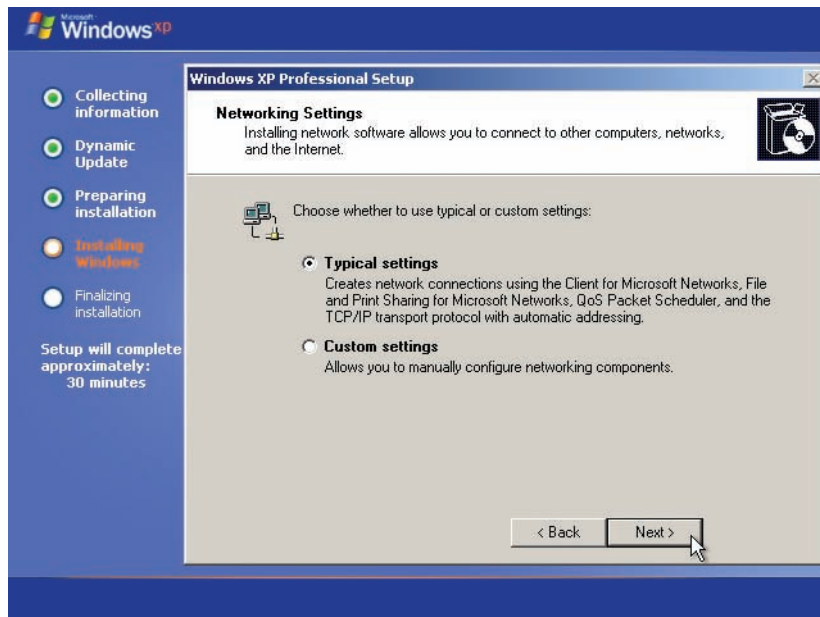 Microsoft
Windows xp
Collecting
information
Dynamic
Update
Preparing
installation
Installing
Windows
Finalizing
installation
Setup will complete
approximately:
30 minutes
Windows XP Professional Setup
Networking Settings
Installing network software allows you to connect to other computers, networks,
and the Internet.
Choose whether to use typical or custom settings:
Typical settings
Creates network connections using the Client for Microsoft Networks, File
and Print Sharing for Microsoft Networks, QoS Packet Scheduler, and the
TCP/IP transport protocol with automatic addressing.
Custom settings
Allows you to manually configure networking components.
< Back
Next >